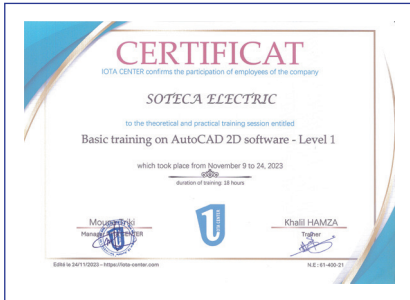 CERTIFICAT
IOTA CENTER confirms the participation of employees of the company
SOTECA ELECTRIC
to the theoretical and practical training session entitled
Basic training on AutoCAD 2D software - Level 1
which took place from November 9 to 24, 2023
duration of training: 18 hours
Khalil HAMZA
Trainer
IOTA CENTER
Edité le 24/11/2023 - https://iota-center.com
N.E : 61-400-21